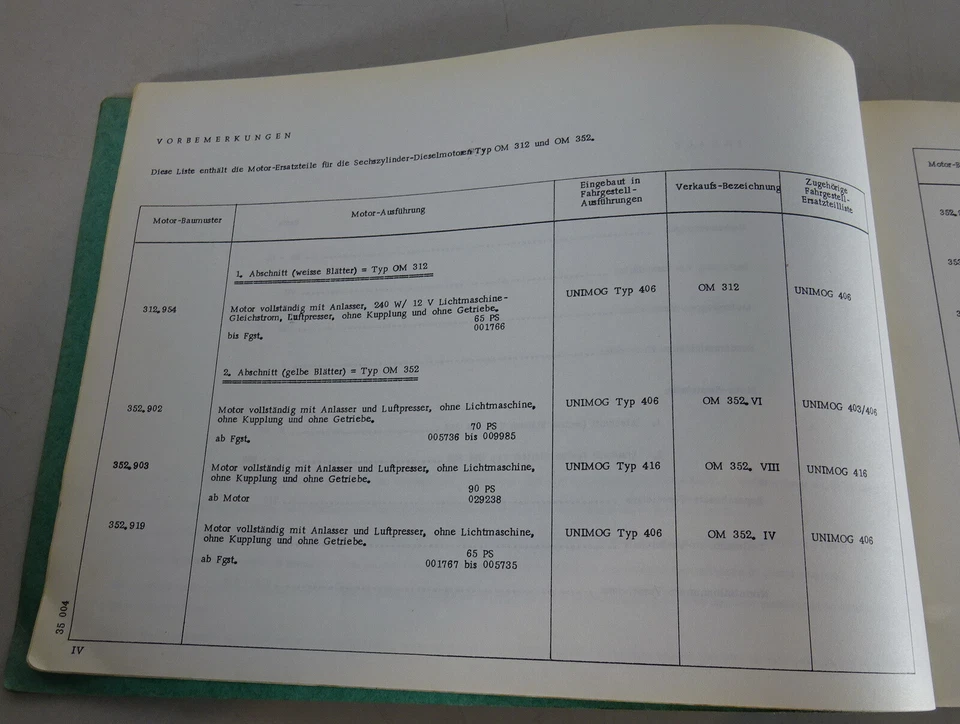 VORBEMERKUNGEN
Diese Liste enthält die Motor-Ersatzteile für die Sechszylinder-Dieselmotoren Typ OM 312 und OM 352.
Motor-Baumuster
Motor-Ausführung
Eingebaut in
Fahrgestell-
Ausführungen
Verkaufs-Bezeichnung
Zugehörige
Fahrgestell-
Ersatzteilliste
1. Abschnitt (weisse Blätter) = Typ OM 312
312.954
Motor vollständig mit Anlasser, 240 W/ 12 V Lichtmaschine-
Gleichstrom, Luftpresser, ohne Kupplung und ohne Getriebe.
65 PS
bis Fgst. 001766
UNIMOG Typ 406
OM 312
UNIMOG 406
2. Abschnitt (gelbe Blätter) = Typ OM 352
352.902
Motor vollständig mit Anlasser und Luftpresser, ohne Lichtmaschine,
ohne Kupplung und ohne Getriebe.
70 PS
ab Fgst. 005736 bis 009985
UNIMOG Typ 406
OM 352.VI
UNIMOG 403/406
352.903
Motor vollständig mit Anlasser und Luftpresser, ohne Lichtmaschine,
ohne Kupplung und ohne Getriebe.
90 PS
ab Motor 029238
UNIMOG Typ 416
OM 352. VIII
UNIMOG 416
352.919
Motor vollständig mit Anlasser und Luftpresser, ohne Lichtmaschine,
ohne Kupplung und ohne Getriebe.
65 PS
ab Fgst. 001767 bis 005735
UNIMOG Typ 406
OM 352. IV
UNIMOG 406
35 004
IV